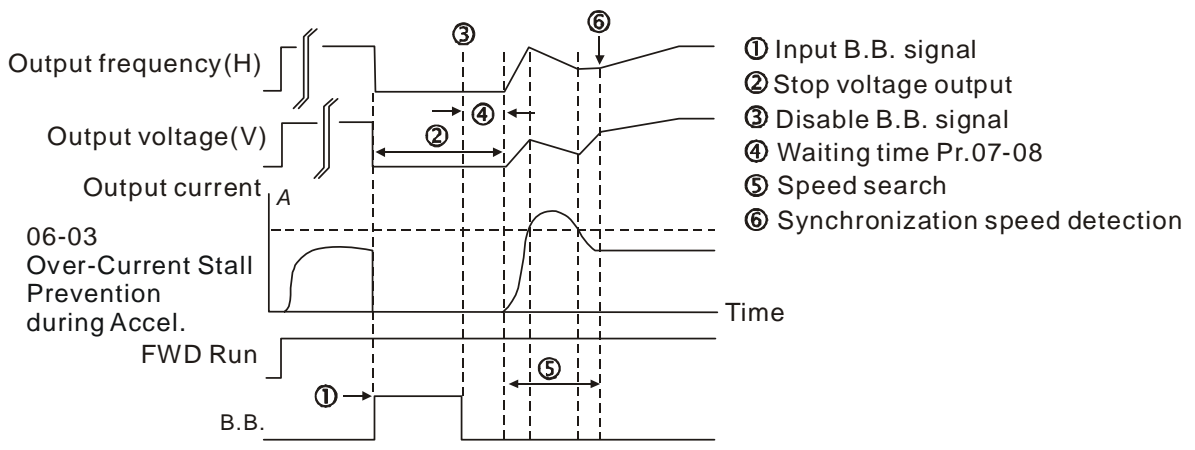 Output frequency(H)
Output voltage(V)
Output current
A
06-03
Over-Current Stall
Prevention
during Accel.
FWD Run
B.B.
Time
①
②
③
④
⑤
⑥
① Input B.B. signal
② Stop voltage output
③ Disable B.B. signal
④ Waiting time Pr.07-08
⑤ Speed search
⑥ Synchronization speed detection